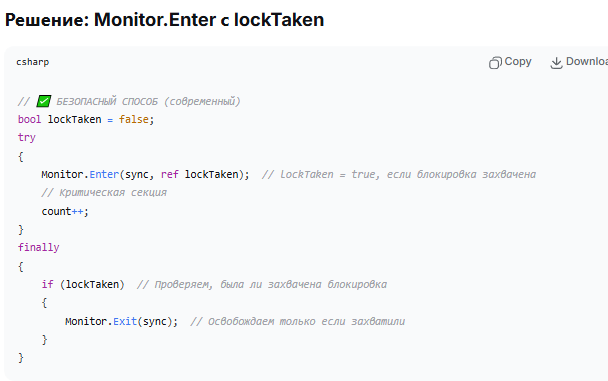 Решение: Monitor.Enter с lockTaken
csharp
Copy
Downloa
// ✅ БЕЗОПАСНЫЙ СПОСОБ (современный)
bool lockTaken = false;
try
{
    Monitor.Enter(sync, ref lockTaken);  // lockTaken = true, если блокировка захвачена
    // Критическая секция
    count++;
}
finally
{
    if (lockTaken)  // Проверяем, была ли захвачена блокировка
    {
        Monitor.Exit(sync);  // Освобождаем только если захватили
    }
}